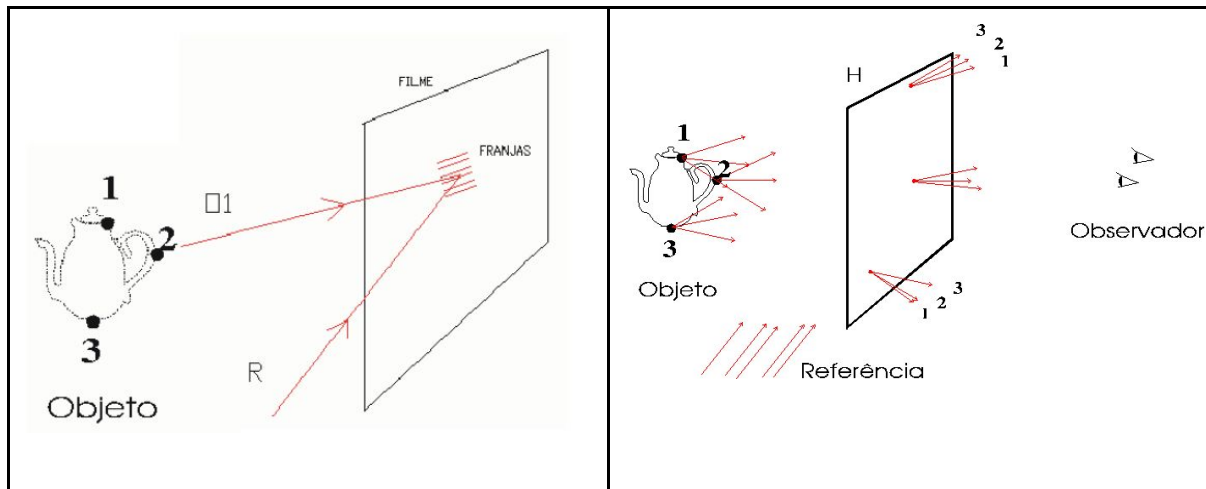 FILME
FRANJAS
1
□1
2
3
R
Objeto
3
2
1
H
1
2
3
Objeto
Observador
3
2
1
Referência